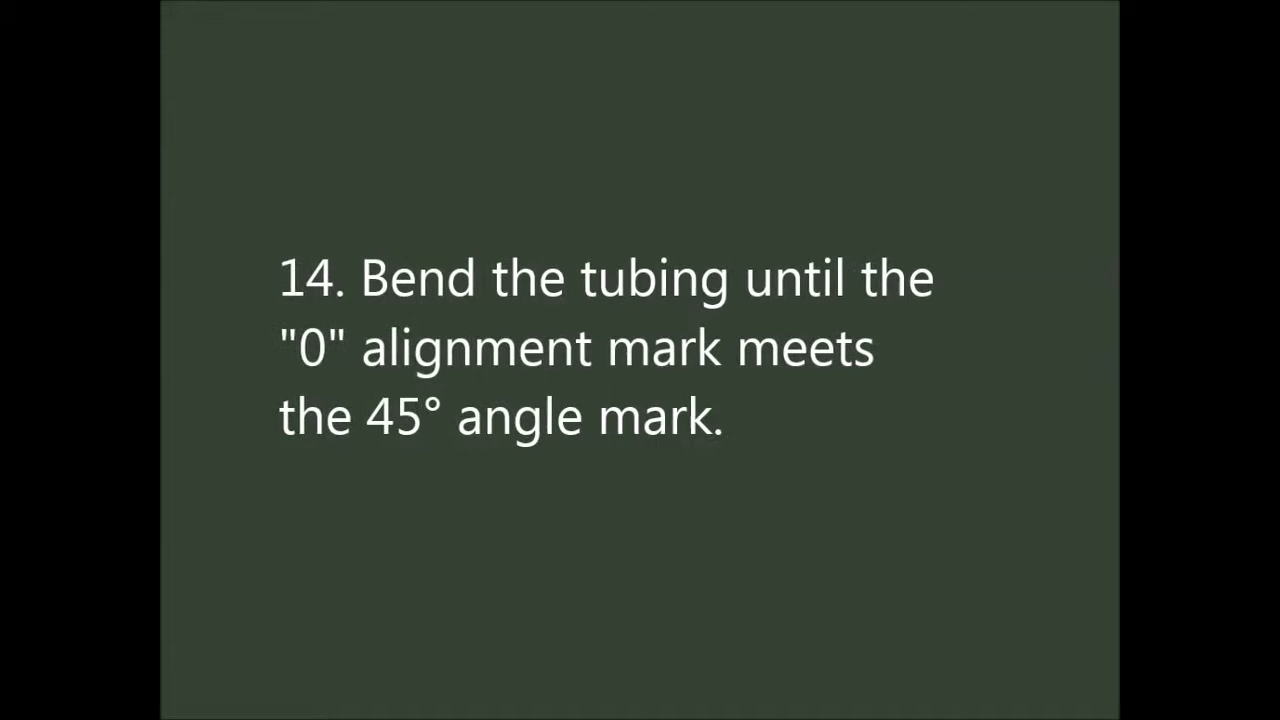 14. Bend the tubing until the
"0" alignment mark meets
the 45° angle mark.